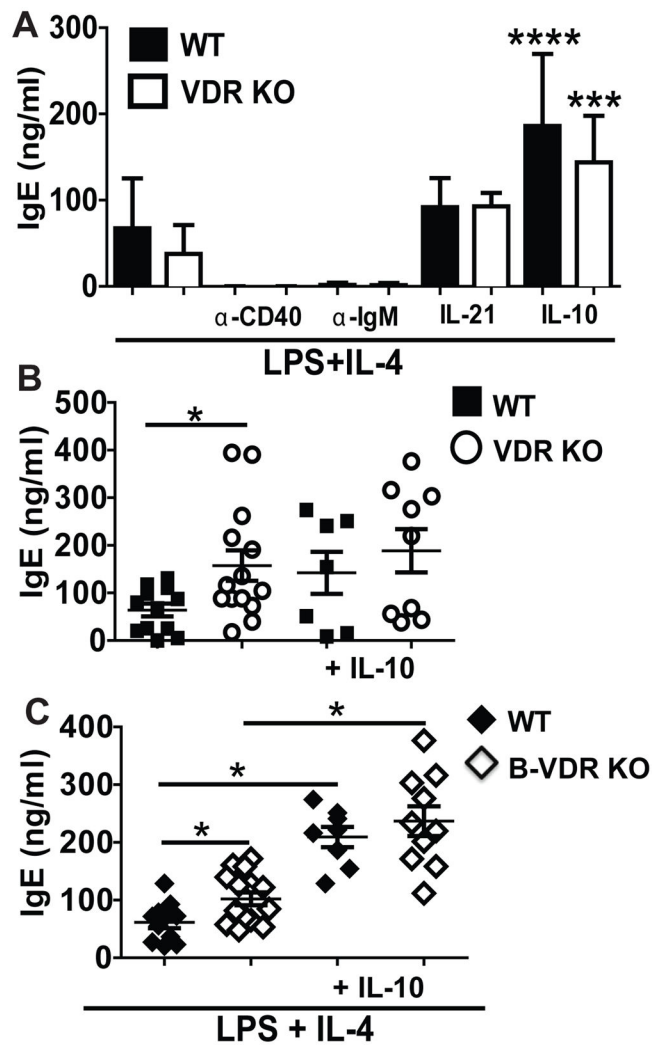 A
IgE (ng/ml)
300
200
100
0
WT
VDR KO
****
***
α-CD40 α-IgM IL-21 IL-10
LPS+IL-4
B
IgE (ng/ml)
500
400
300
200
100
0
*
WT
VDR KO
+ IL-10
C
IgE (ng/ml)
400
300
200
100
0
*
*
*
WT
B-VDR KO
+ IL-10
LPS + IL-4